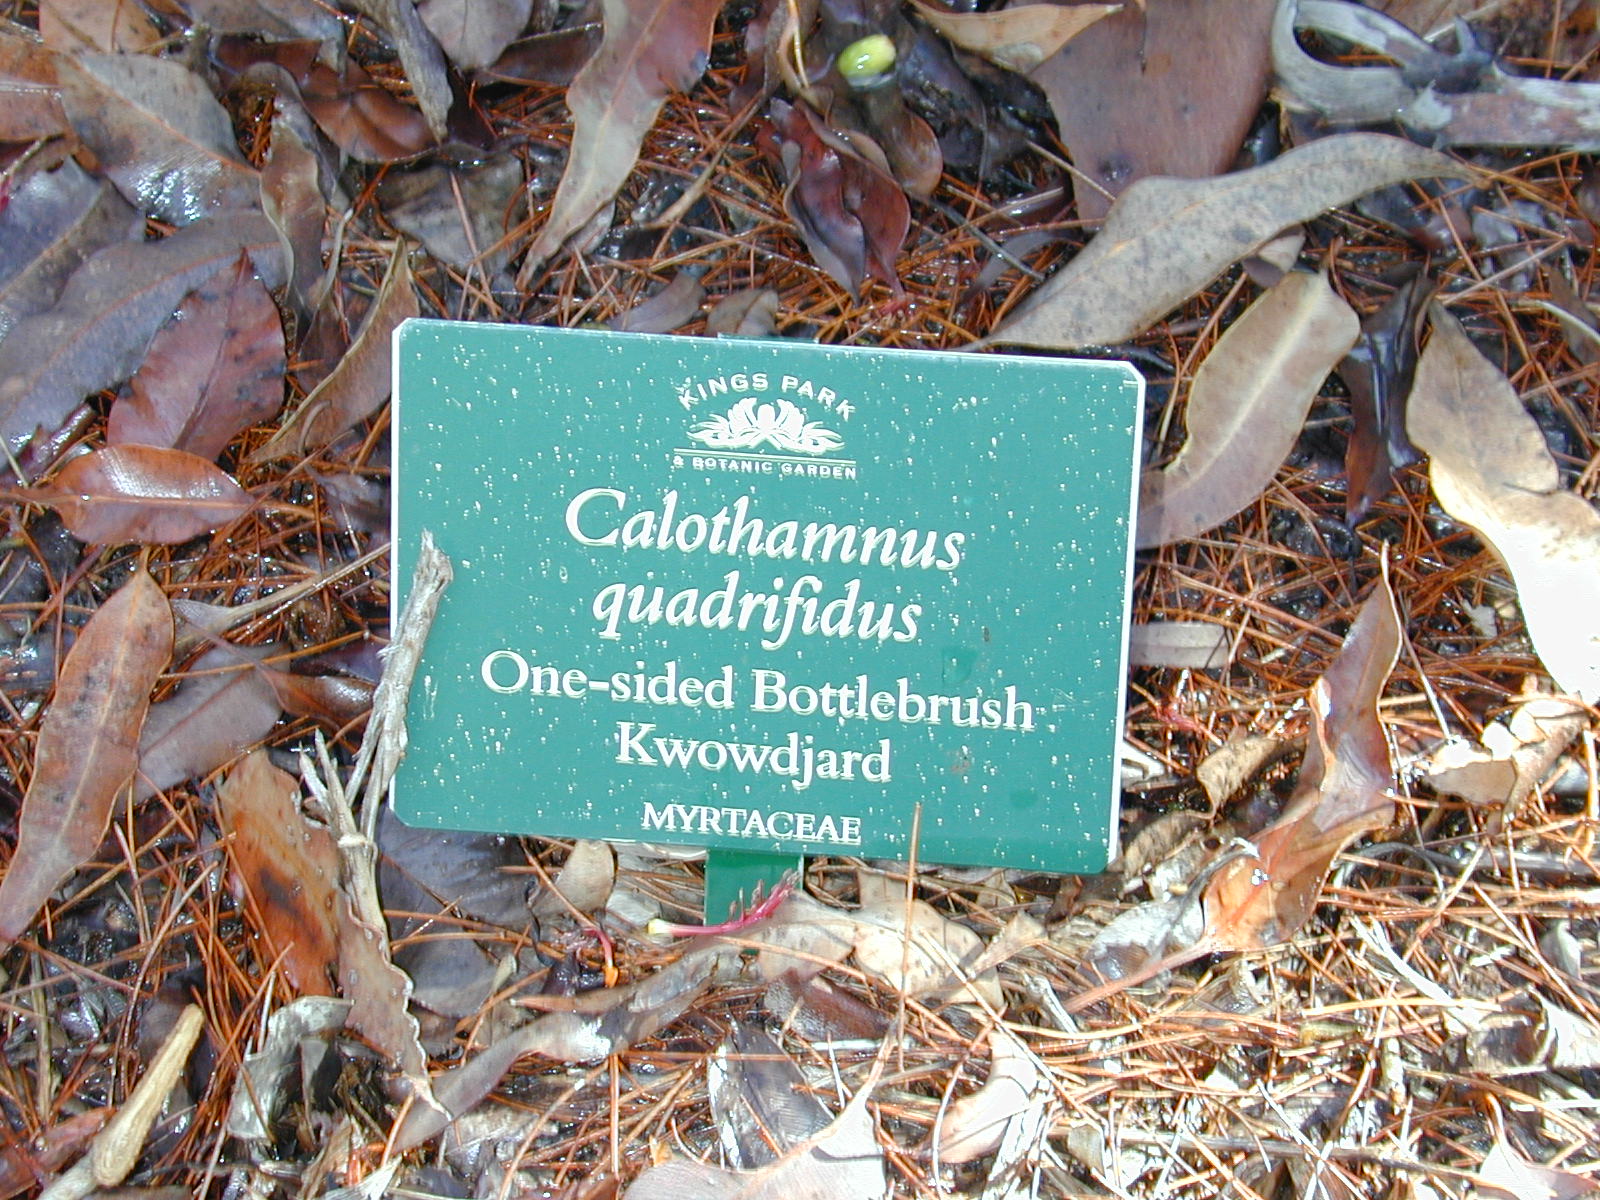 KINGS PARK
& BOTANIC GARDEN
Calothamnus
quadrifidus
One-sided Bottlebrush
Kwowdjard
MYRTACEAE